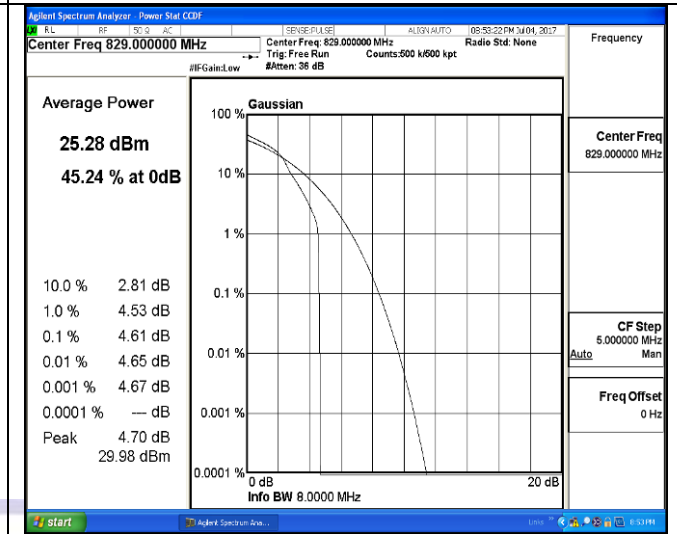 Agilent Spectrum Analyzer - Power Stat CCDF
RL RF 50 Ω AC SENSE:PULSE ALIGN AUTO 08:53:22 PM Jul 04, 2017
Center Freq 829.000000 MHz
Center Freq: 829.000000 MHz Radio Std: None
Trig: Free Run Counts:500 k/500 kpt
#IFGain:Low #Atten: 36 dB
Frequency
Average Power
25.28 dBm
45.24 % at 0dB
10.0 % 2.81 dB
1.0 % 4.53 dB
0.1 % 4.61 dB
0.01 % 4.65 dB
0.001 % 4.67 dB
0.0001 % --- dB
Peak 4.70 dB
29.98 dBm
Gaussian
100 %
10 %
1 %
0.1 %
0.01 %
0.001 %
0.0001 %
0 dB 20 dB
Info BW 8.0000 MHz
Center Freq
829.000000 MHz
CF Step
5.000000 MHz
Auto Man
Freq Offset
0 Hz
start Agilent Spectrum Ana... Links 8:53 PM